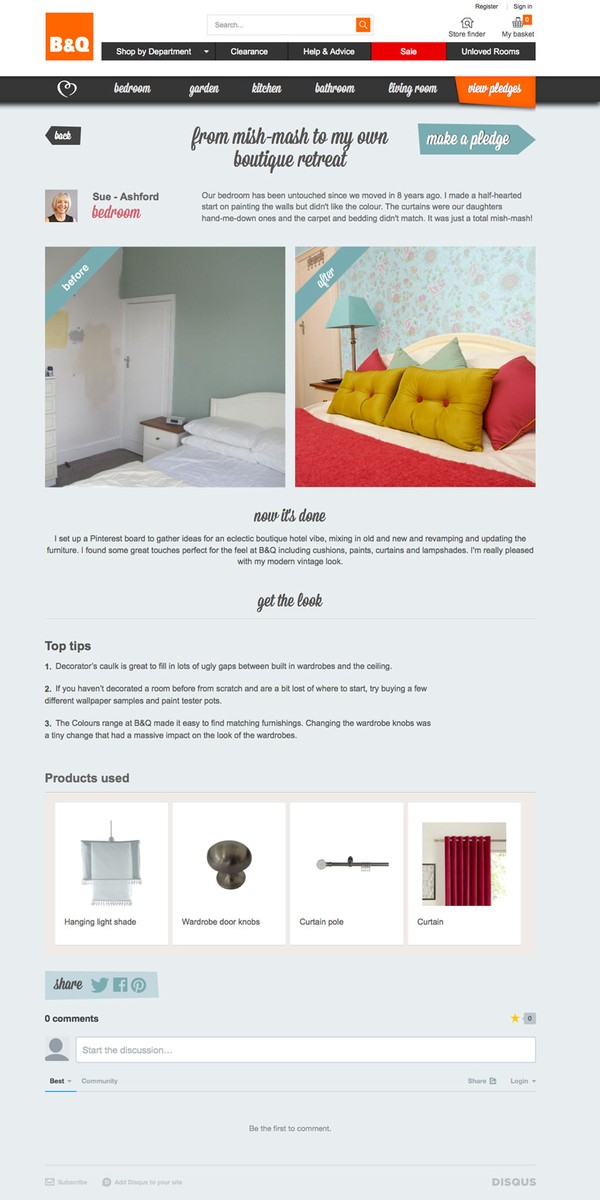 Register
Sign in
Search...
Store finder
0
My basket
B&Q
Shop by Department
Clearance
Help & Advice
Sale
Unloved Rooms
bedroom
garden
kitchen
bathroom
living room
view pledges
back
from mish-mash to my own
boutique retreat
make a pledge
Sue - Ashford
bedroom
Our bedroom has been untouched since we moved in 8 years ago. I made a half-hearted
start on painting the walls but didn't like the colour. The curtains were our daughters
hand-me-down ones and the carpet and bedding didn't match. It was just a total mish-mash!
before
after
now it's done
I set up a Pinterest board to gather ideas for an eclectic boutique hotel vibe, mixing in old and new and revamping and updating the
furniture. I found some great touches perfect for the feel at B&Q including cushions, paints, curtains and lampshades. I'm really pleased
with my modern vintage look.
get the look
Top tips
1. Decorator's caulk is great to fill in lots of ugly gaps between built in wardrobes and the ceiling.
2. If you haven't decorated a room before from scratch and are a bit lost of where to start, try buying a few
different wallpaper samples and paint tester pots.
3. The Colours range at B&Q made it easy to find matching furnishings. Changing the wardrobe knobs was
a tiny change that had a massive impact on the look of the wardrobes.
Products used
Hanging light shade
Wardrobe door knobs
Curtain pole
Curtain
share
0 comments
0
Start the discussion...
Best
Community
Share
Login
Be the first to comment.
Subscribe
Add Disqus to your site
DISQUS